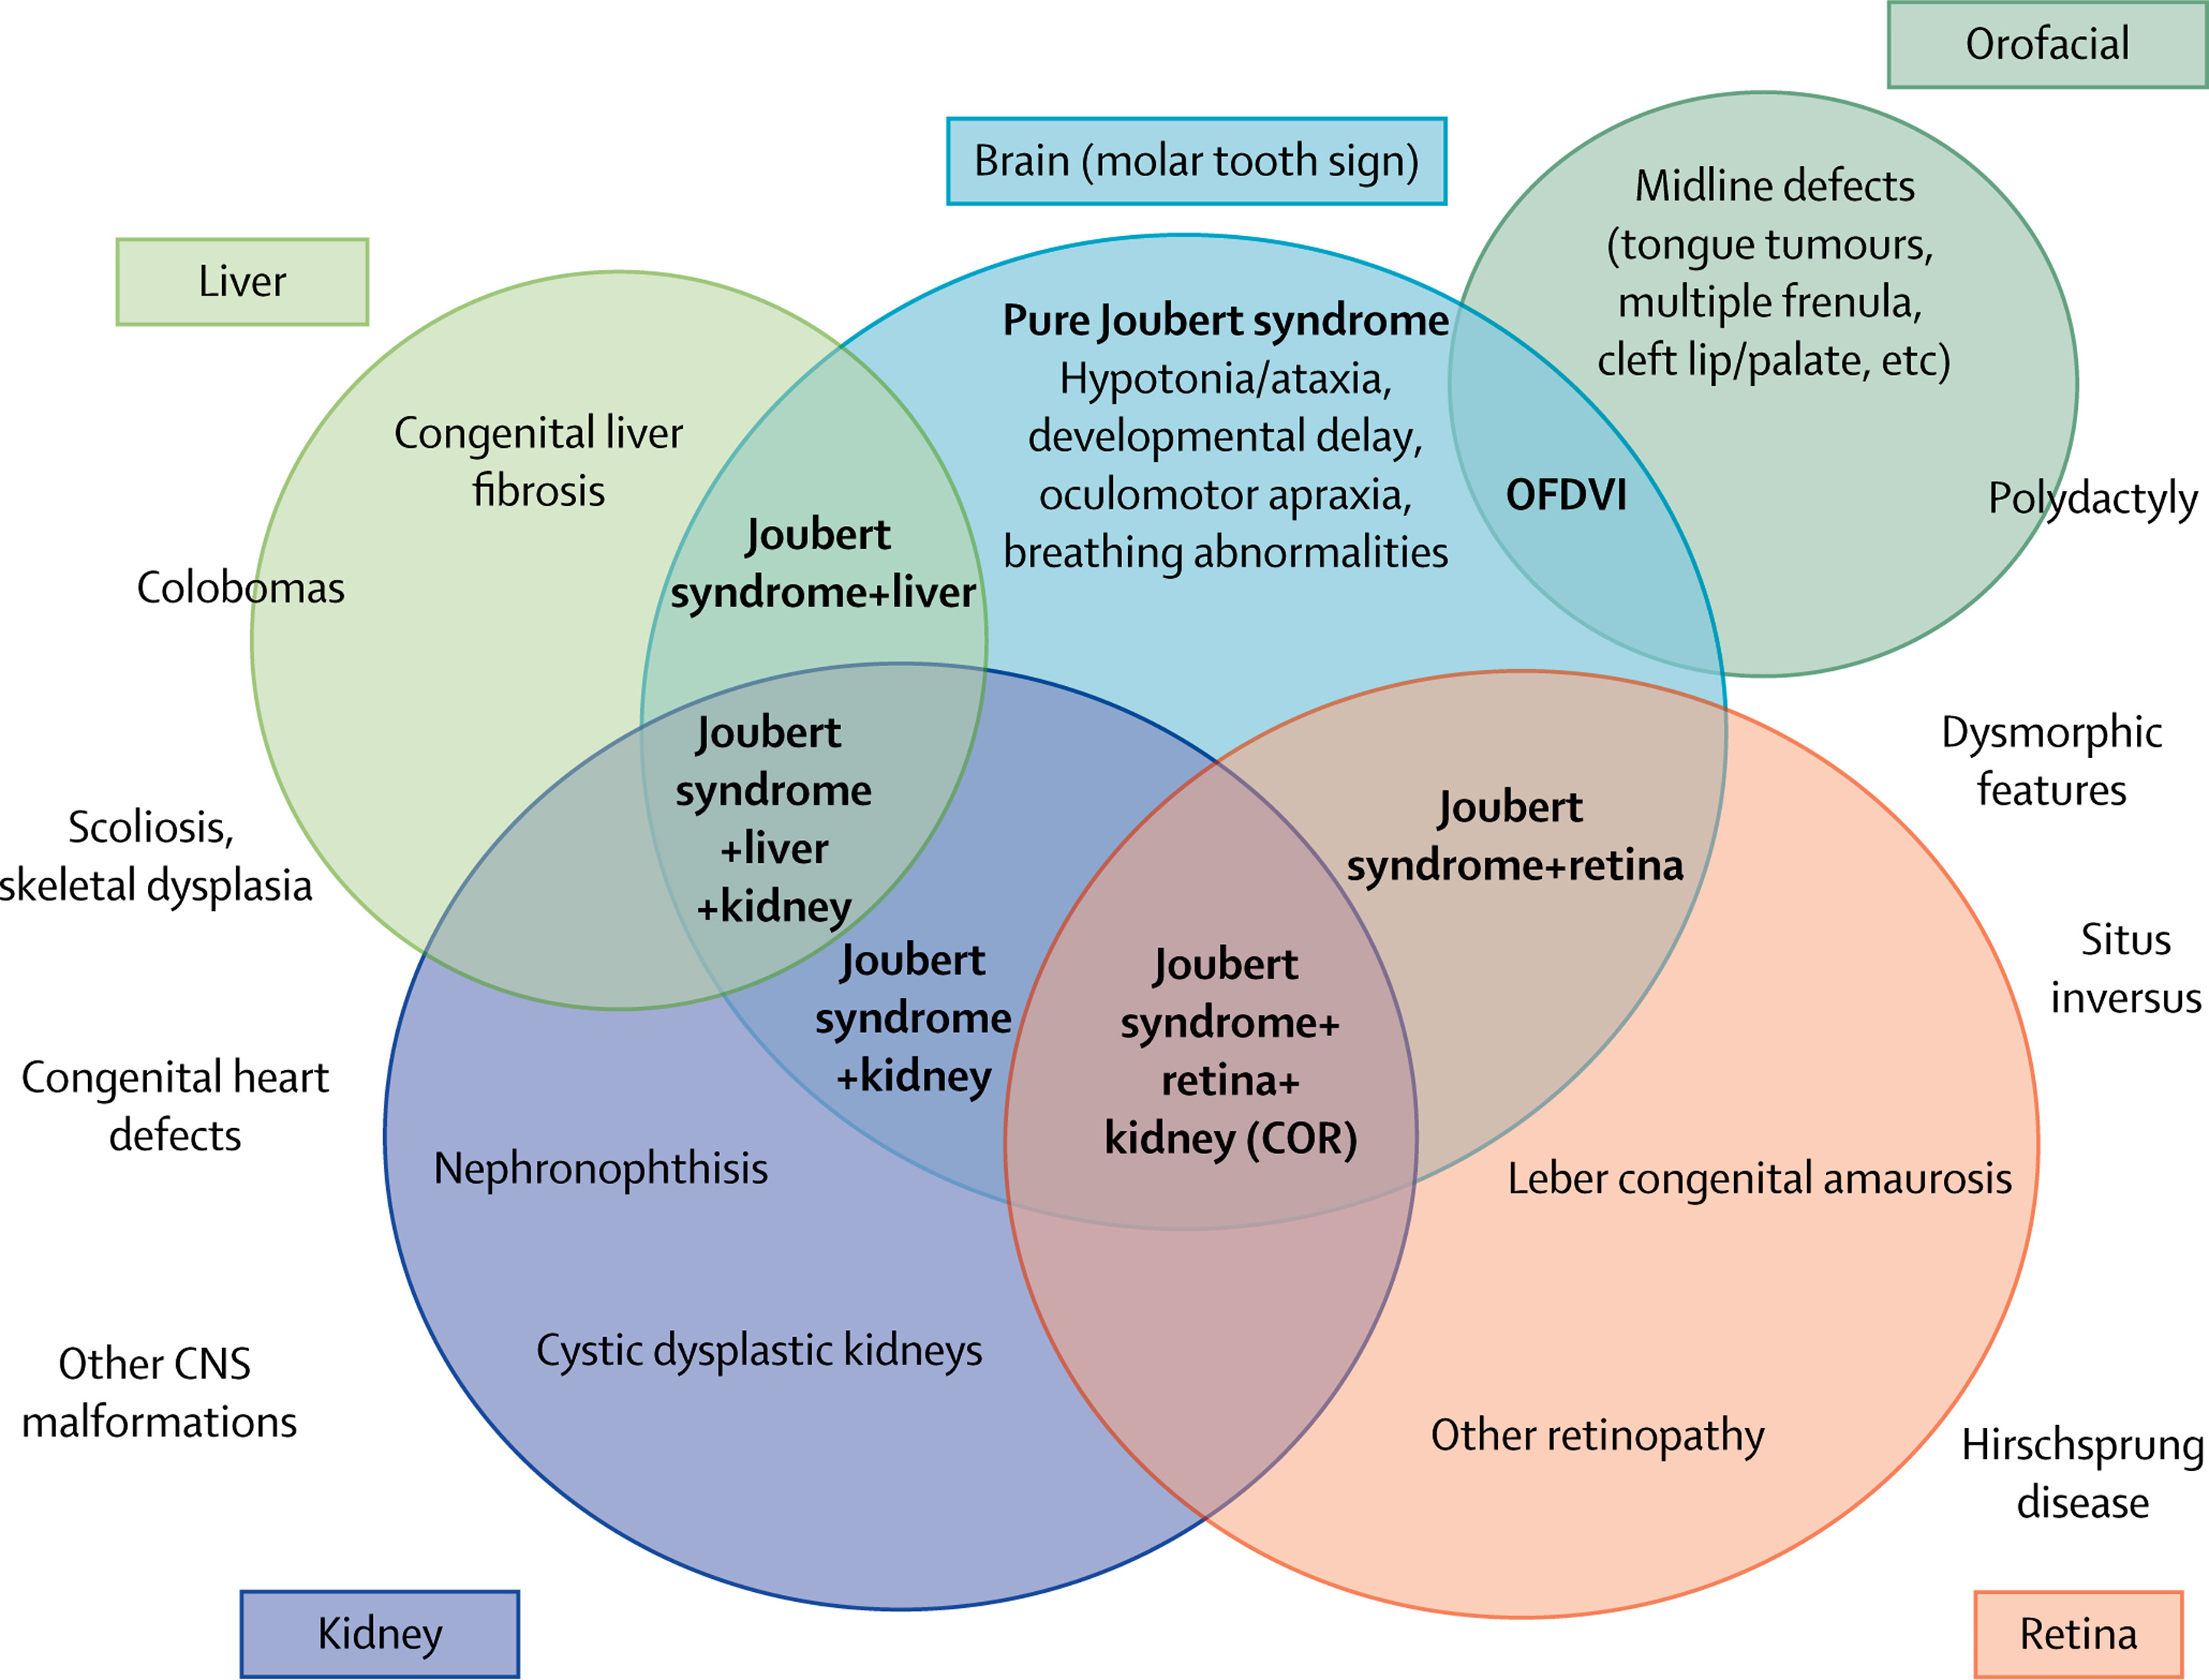 Orofacial
Brain (molar tooth sign)
Liver
Midline defects
(tongue tumours,
multiple frenula,
cleft lip/palate, etc)
Pure Joubert syndrome
Hypotonia/ataxia,
developmental delay,
oculomotor apraxia,
breathing abnormalities
OFDVI
Polydactyly
Congenital liver
fibrosis
Joubert
syndrome+liver
Colobomas
Joubert
syndrome
+liver
+kidney
Joubert
syndrome+retina
Dysmorphic
features
Scoliosis,
skeletal dysplasia
Joubert
syndrome
+kidney
Joubert
syndrome+
retina+
kidney (COR)
Situs
inversus
Congenital heart
defects
Nephronophthisis
Leber congenital amaurosis
Cystic dysplastic kidneys
Other CNS
malformations
Other retinopathy
Hirschsprung
disease
Kidney
Retina